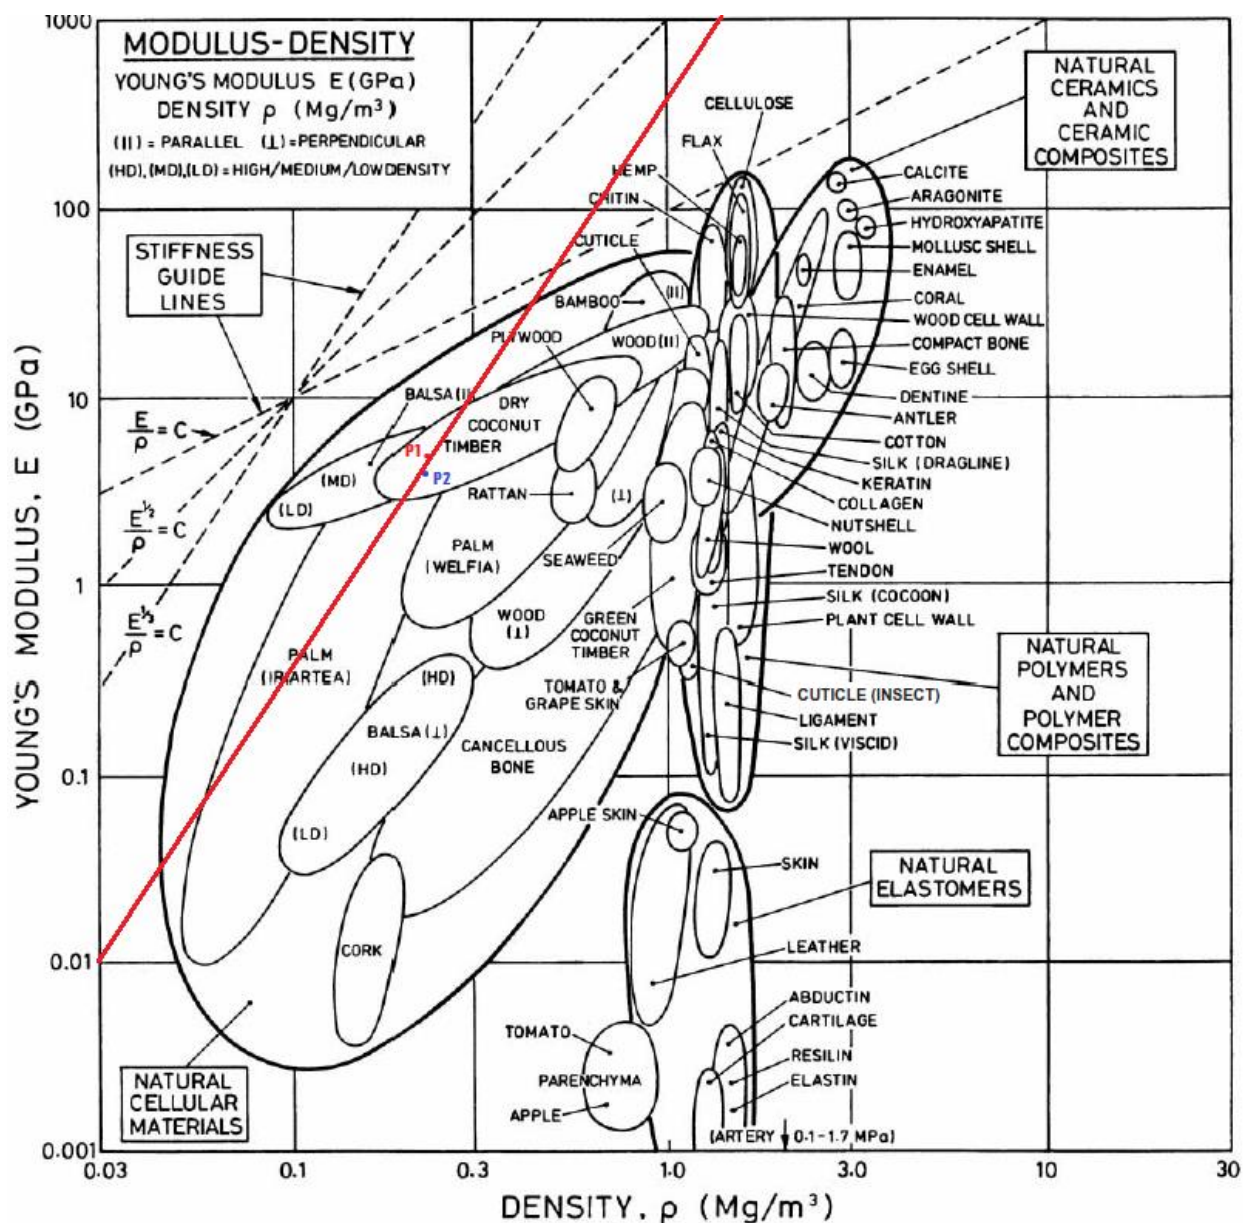 1000
MODULUS-DENSITY
YOUNG'S MODULUS E (GPa)
DENSITY ρ (Mg/m³)
(||) = PARALLEL (⊥)=PERPENDICULAR
(HD),(MD),(LD) = HIGH/MEDIUM/LOW DENSITY
CELLULOSE
FLAX
HEMP
CHITIN
CUTICLE
NATURAL
CERAMICS
AND
CERAMIC
COMPOSITES
CALCITE
ARAGONITE
HYDROXYAPATITE
MOLLUSC SHELL
ENAMEL
CORAL
WOOD CELL WALL
COMPACT BONE
EGG SHELL
DENTINE
ANTLER
COTTON
SILK (DRAGLINE)
KERATIN
COLLAGEN
NUTSHELL
WOOL
TENDON
SILK (COCOON)
PLANT CELL WALL
100
STIFFNESS
GUIDE
LINES
BAMBOO
(||)
PLYWOOD
WOOD (||)
BALSA (||)
10
E/ρ = C
DRY
COCONUT
TIMBER
P1
P2
(MD)
(LD)
RATTAN
(⊥)
E^½/ρ = C
PALM
(WELFIA)
SEAWEED
1
E^⅓/ρ = C
WOOD
(⊥)
GREEN
COCONUT
TIMBER
PALM
(IRIARTEA)
(HD)
TOMATO &
GRAPE SKIN
CUTICLE (INSECT)
LIGAMENT
SILK (VISCID)
NATURAL
POLYMERS
AND
POLYMER
COMPOSITES
BALSA (⊥)
(HD)
CANCELLOUS
BONE
0.1
(LD)
APPLE SKIN
SKIN
NATURAL
ELASTOMERS
CORK
LEATHER
0.01
ABDUCTIN
CARTILAGE
RESILIN
ELASTIN
TOMATO
PARENCHYMA
APPLE
NATURAL
CELLULAR
MATERIALS
(ARTERY ↓ 0.1-1.7 MPa)
0.001
0.03 0.1 0.3 1.0 3.0 10 30
DENSITY, ρ (Mg/m³)
YOUNG'S MODULUS, E (GPa)